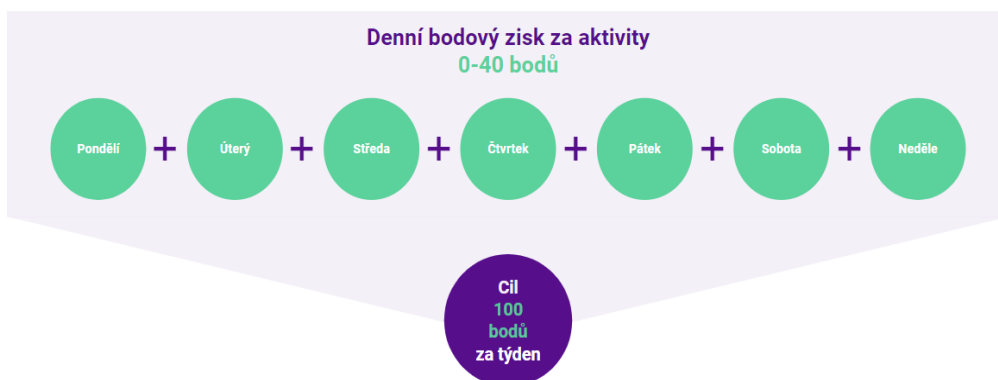 Denní bodový zisk za aktivity
0-40 bodů
Pondělí + Úterý + Středa + Čtvrtek + Pátek + Sobota + Neděle
Cil
100
bodů
za týden